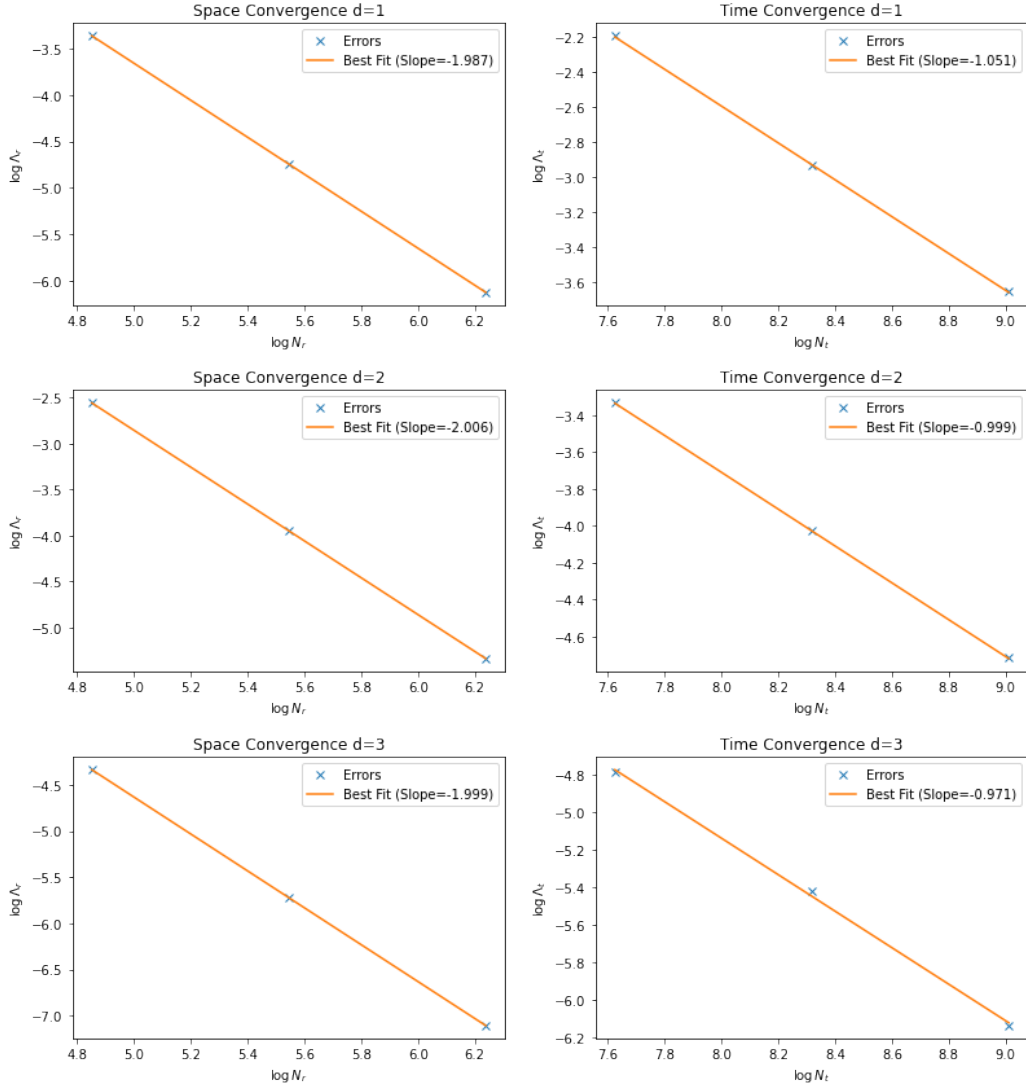 Space Convergence d=1
Errors
Best Fit (Slope=-1.987)
−3.5
−4.0
−4.5
−5.0
−5.5
−6.0
log Λr
4.8 5.0 5.2 5.4 5.6 5.8 6.0 6.2
log Nr
Time Convergence d=1
Errors
Best Fit (Slope=-1.051)
−2.2
−2.4
−2.6
−2.8
−3.0
−3.2
−3.4
−3.6
log Λt
7.6 7.8 8.0 8.2 8.4 8.6 8.8 9.0
log Nt
Space Convergence d=2
Errors
Best Fit (Slope=-2.006)
−2.5
−3.0
−3.5
−4.0
−4.5
−5.0
log Λr
4.8 5.0 5.2 5.4 5.6 5.8 6.0 6.2
log Nr
Time Convergence d=2
Errors
Best Fit (Slope=-0.999)
−3.4
−3.6
−3.8
−4.0
−4.2
−4.4
−4.6
log Λt
7.6 7.8 8.0 8.2 8.4 8.6 8.8 9.0
log Nt
Space Convergence d=3
Errors
Best Fit (Slope=-1.999)
−4.5
−5.0
−5.5
−6.0
−6.5
−7.0
log Λr
4.8 5.0 5.2 5.4 5.6 5.8 6.0 6.2
log Nr
Time Convergence d=3
Errors
Best Fit (Slope=-0.971)
−4.8
−5.0
−5.2
−5.4
−5.6
−5.8
−6.0
−6.2
log Λt
7.6 7.8 8.0 8.2 8.4 8.6 8.8 9.0
log Nt